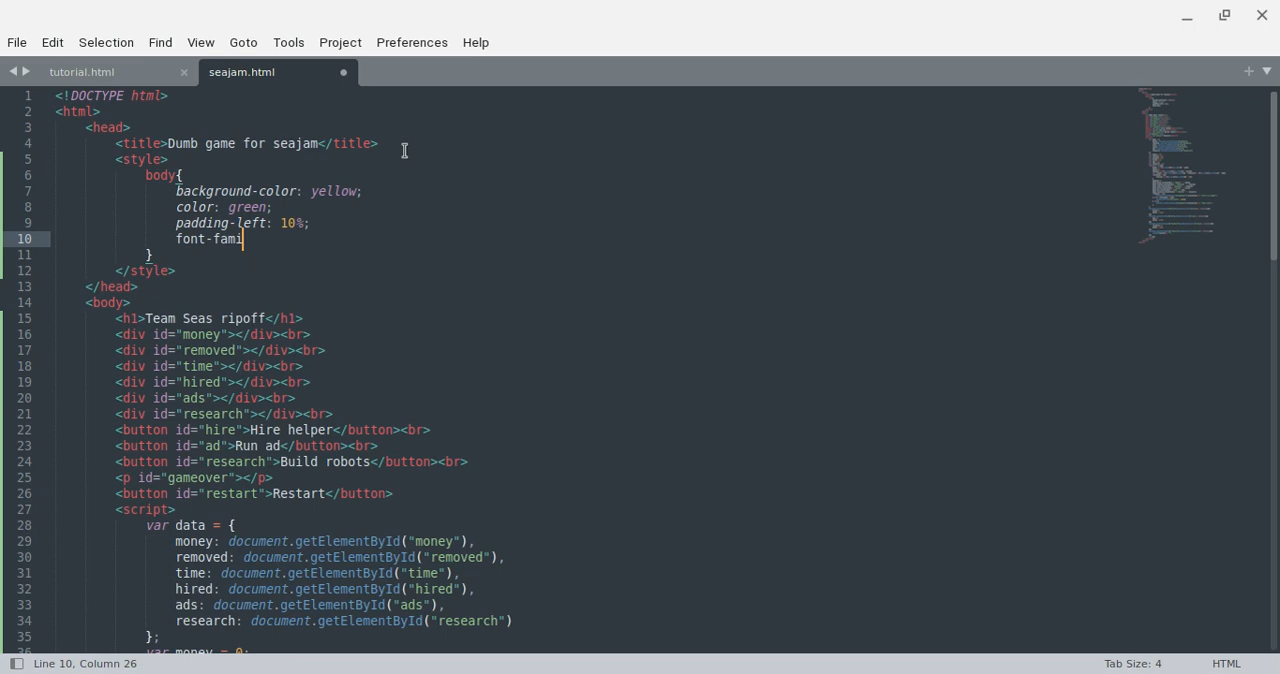 File Edit Selection Find View Goto Tools Project Preferences Help
tutorial.html seajam.html
1 <!DOCTYPE html>
2 <html>
3 <head>
4 <title>Dumb game for seajam</title>
5 <style>
6 body{
7 background-color: yellow;
8 color: green;
9 padding-left: 10%;
10 font-fami
11 }
12 </style>
13 </head>
14 <body>
15 <h1>Team Seas ripoff</h1>
16 <div id="money"></div><br>
17 <div id="removed"></div><br>
18 <div id="time"></div><br>
19 <div id="hired"></div><br>
20 <div id="ads"></div><br>
21 <div id="research"></div><br>
22 <button id="hire">Hire helper</button><br>
23 <button id="ad">Run ad</button><br>
24 <button id="research">Build robots</button><br>
25 <p id="gameover"></p>
26 <button id="restart">Restart</button>
27 <script>
28 var data = {
29 money: document.getElementById("money"),
30 removed: document.getElementById("removed"),
31 time: document.getElementById("time"),
32 hired: document.getElementById("hired"),
33 ads: document.getElementById("ads"),
34 research: document.getElementById("research")
35 };
36 var money = 0;
Line 10, Column 26 Tab Size: 4 HTML